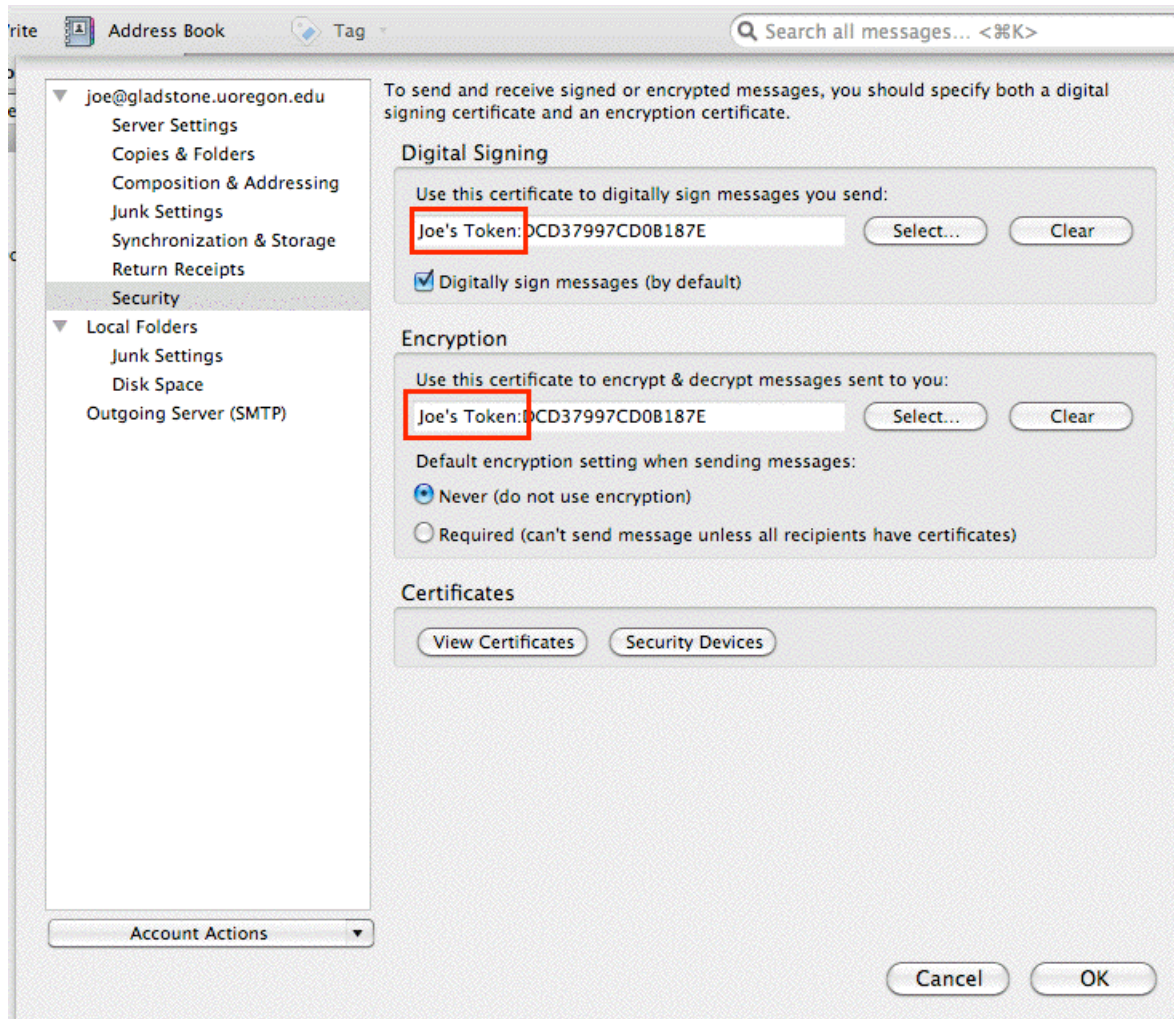 Address Book
Tag
Search all messages... <⌘K>
joe@gladstone.uoregon.edu
Server Settings
Copies & Folders
Composition & Addressing
Junk Settings
Synchronization & Storage
Return Receipts
Security
Local Folders
Junk Settings
Disk Space
Outgoing Server (SMTP)
Account Actions
To send and receive signed or encrypted messages, you should specify both a digital
signing certificate and an encryption certificate.
Digital Signing
Use this certificate to digitally sign messages you send:
Joe's Token:DCD37997CD0B187E
Select...
Clear
Digitally sign messages (by default)
Encryption
Use this certificate to encrypt & decrypt messages sent to you:
Joe's Token:DCD37997CD0B187E
Select...
Clear
Default encryption setting when sending messages:
Never (do not use encryption)
Required (can't send message unless all recipients have certificates)
Certificates
View Certificates
Security Devices
Cancel
OK